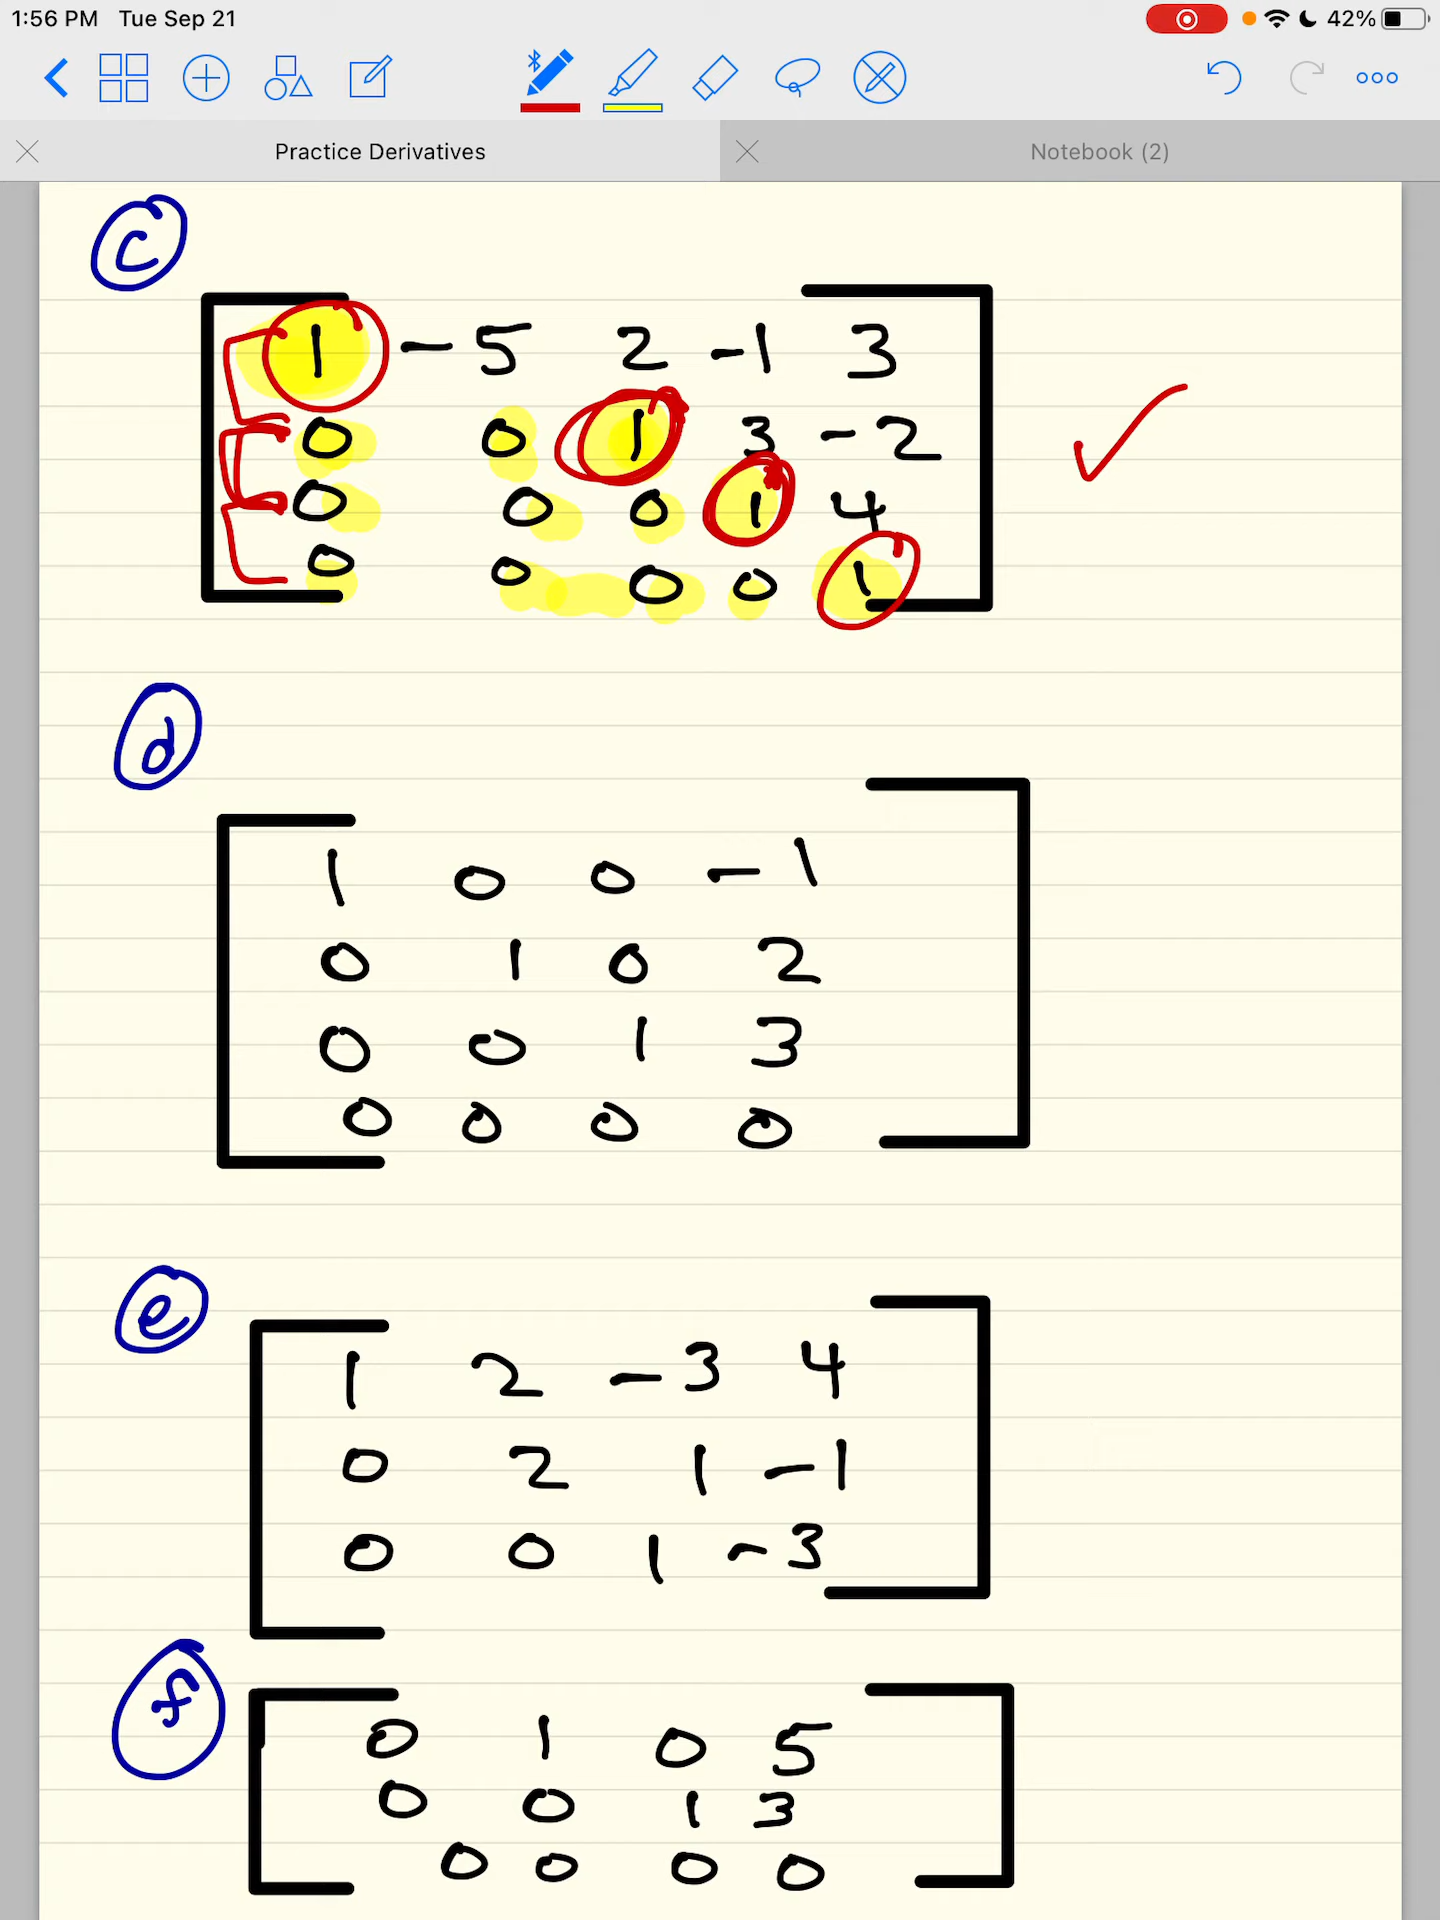 1:56 PM Tue Sep 21 42%
Practice Derivatives Notebook (2)
c
1 -5 2 -1 3
0 0 1 3 -2
0 0 0 1 4
0 0 0 0 1
d
1 0 0 -1
0 1 0 2
0 0 1 3
0 0 0 0
e
1 2 -3 4
0 2 1 -1
0 0 1 -3
f
0 1 0 5
0 0 1 3
0 0 0 0